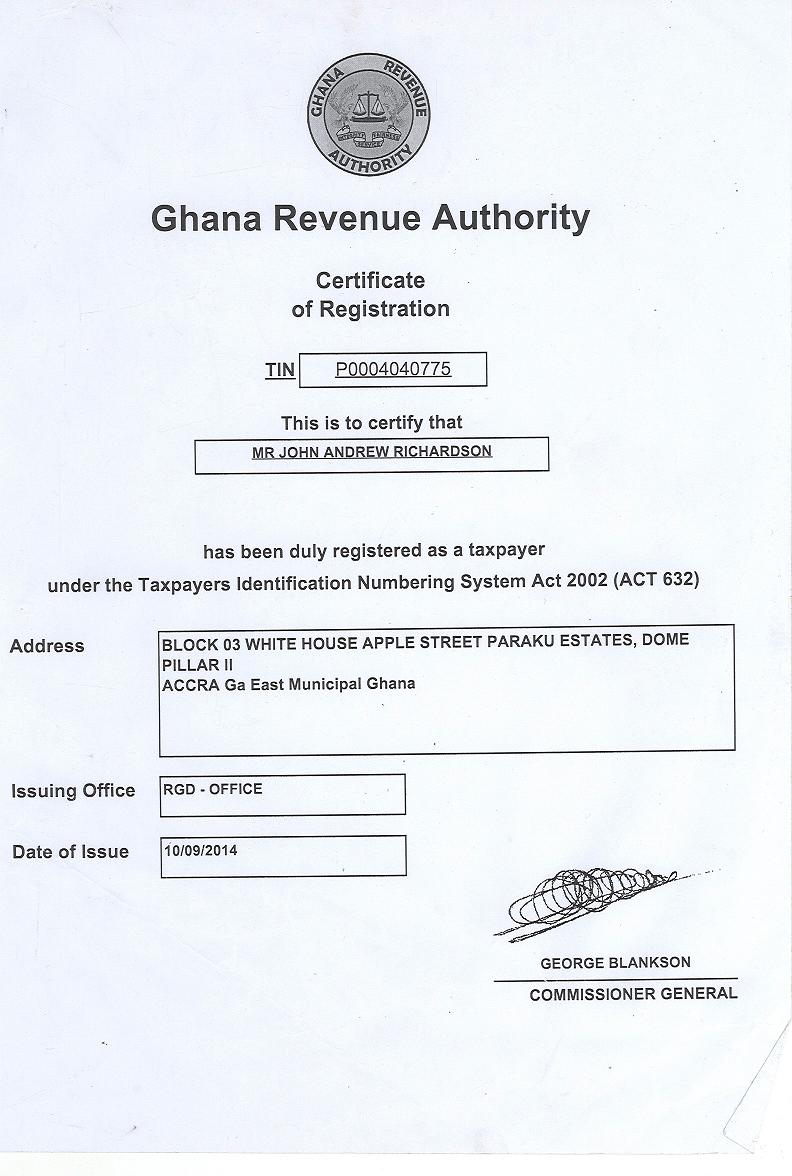 GHANA REVENUE AUTHORITY
INTEGRITY FAIRNESS
SERVICE
Ghana Revenue Authority
Certificate
of Registration
TIN P0004040775
This is to certify that
MR JOHN ANDREW RICHARDSON
has been duly registered as a taxpayer
under the Taxpayers Identification Numbering System Act 2002 (ACT 632)
Address BLOCK 03 WHITE HOUSE APPLE STREET PARAKU ESTATES, DOME
PILLAR II
ACCRA Ga East Municipal Ghana
Issuing Office RGD - OFFICE
Date of Issue 10/09/2014
GEORGE BLANKSON
COMMISSIONER GENERAL